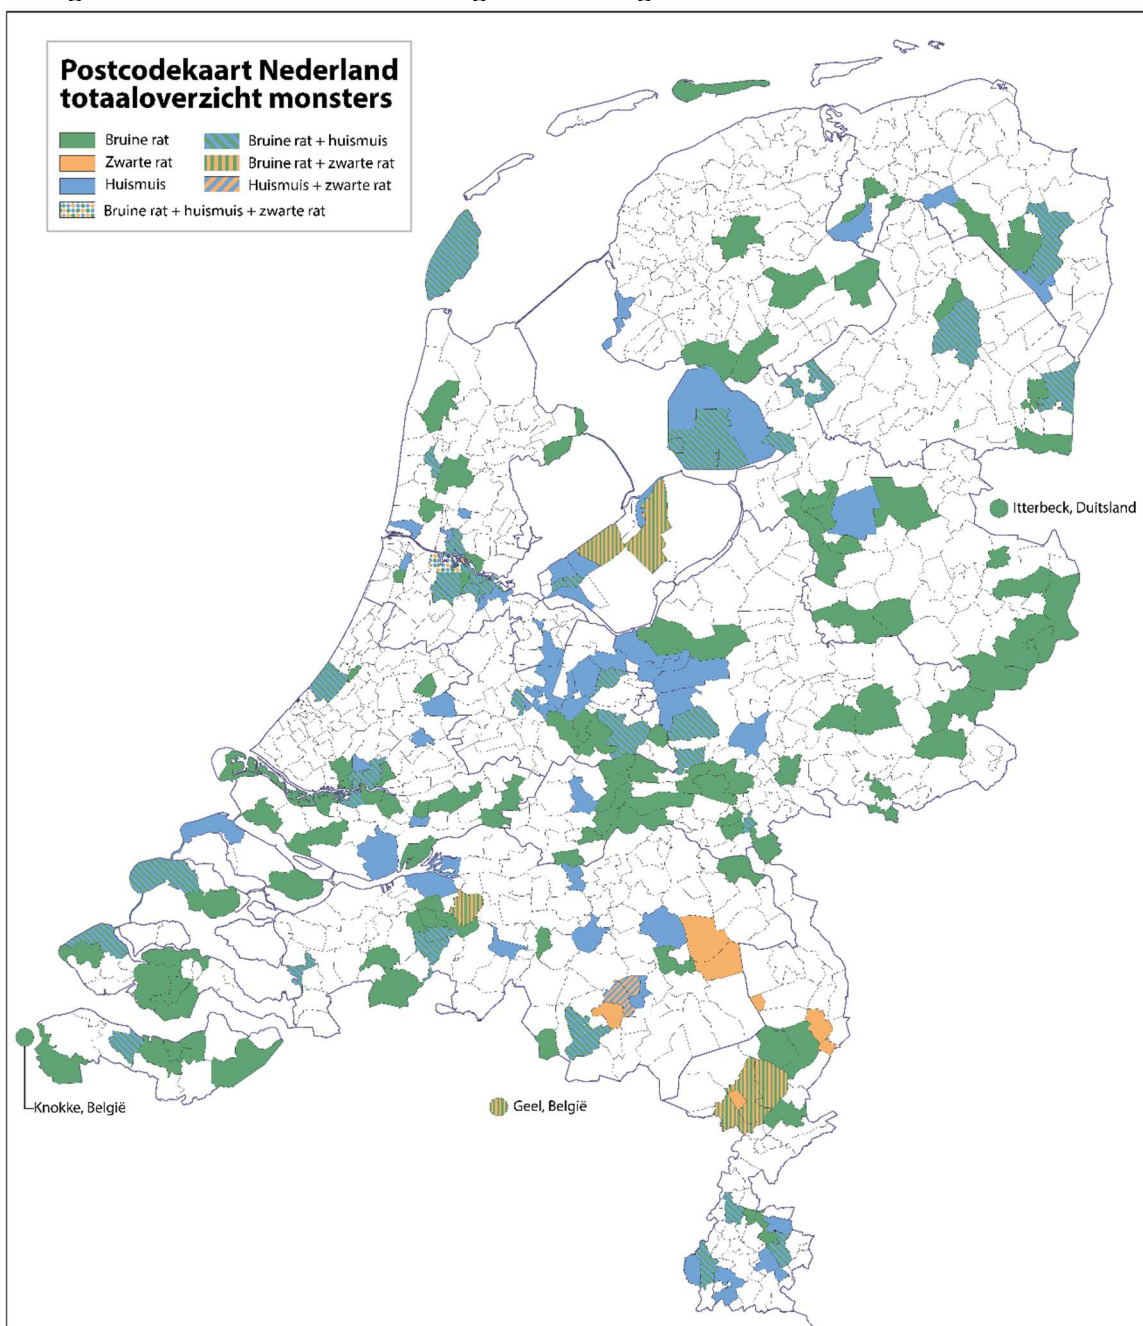 Postcodekaart Nederland
totaaloverzicht monsters
Bruine rat
Bruine rat + huismuis
Zwarte rat
Bruine rat + zwarte rat
Huismuis
Huismuis + zwarte rat
Bruine rat + huismuis + zwarte rat
Itterbeck, Duitsland
Knokke, België
Geel, België